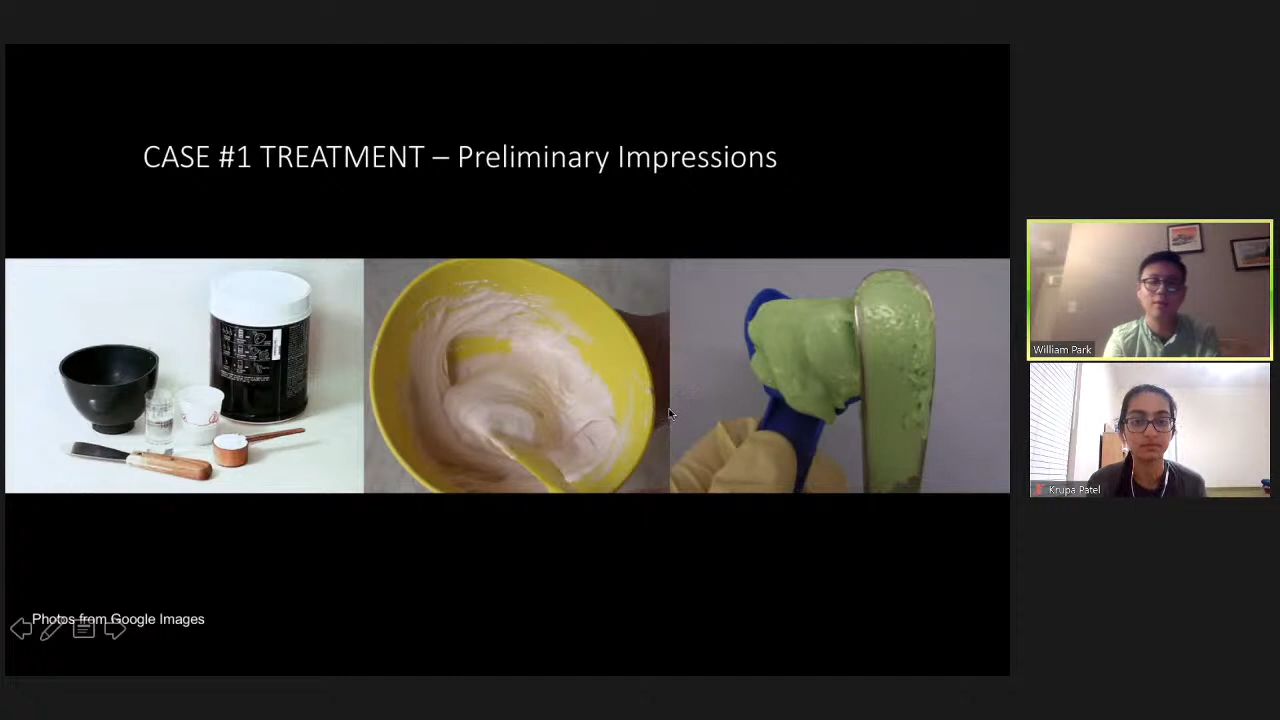 CASE #1 TREATMENT – Preliminary Impressions
William Park
Krupa Patel
Photos from Google Images